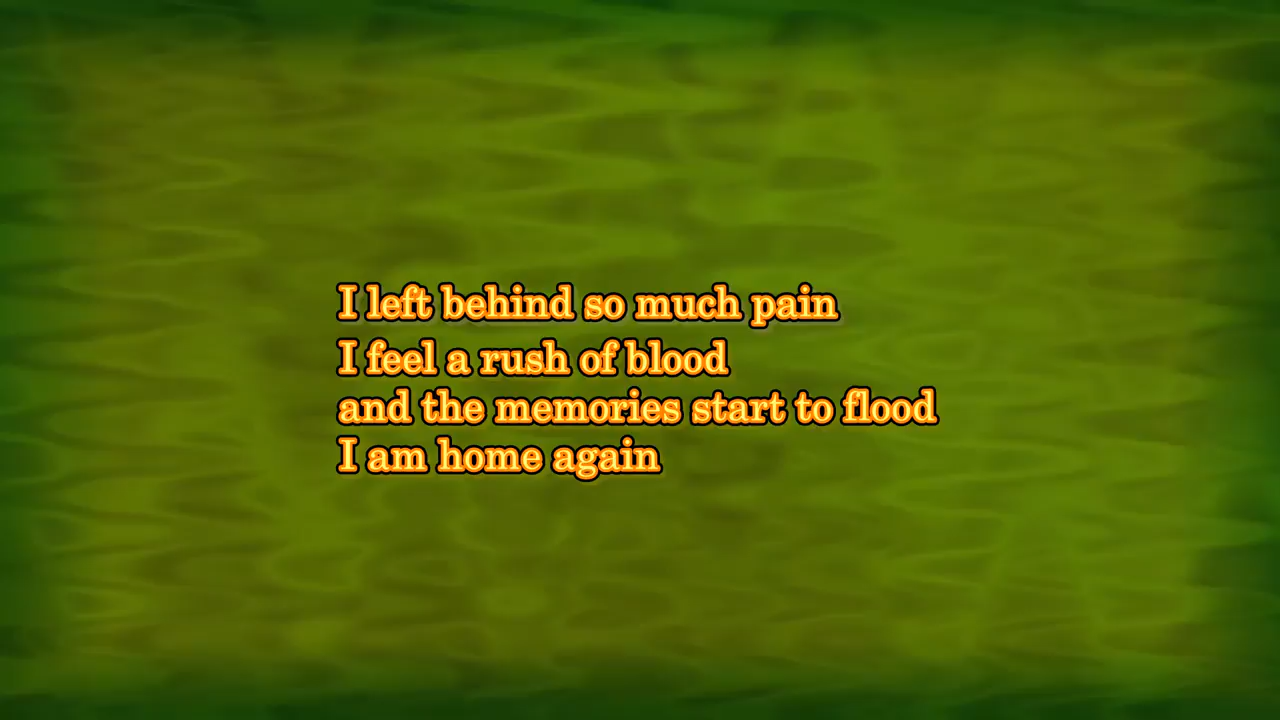 I left behind so much pain
I feel a rush of blood
and the memories start to flood
I am home again